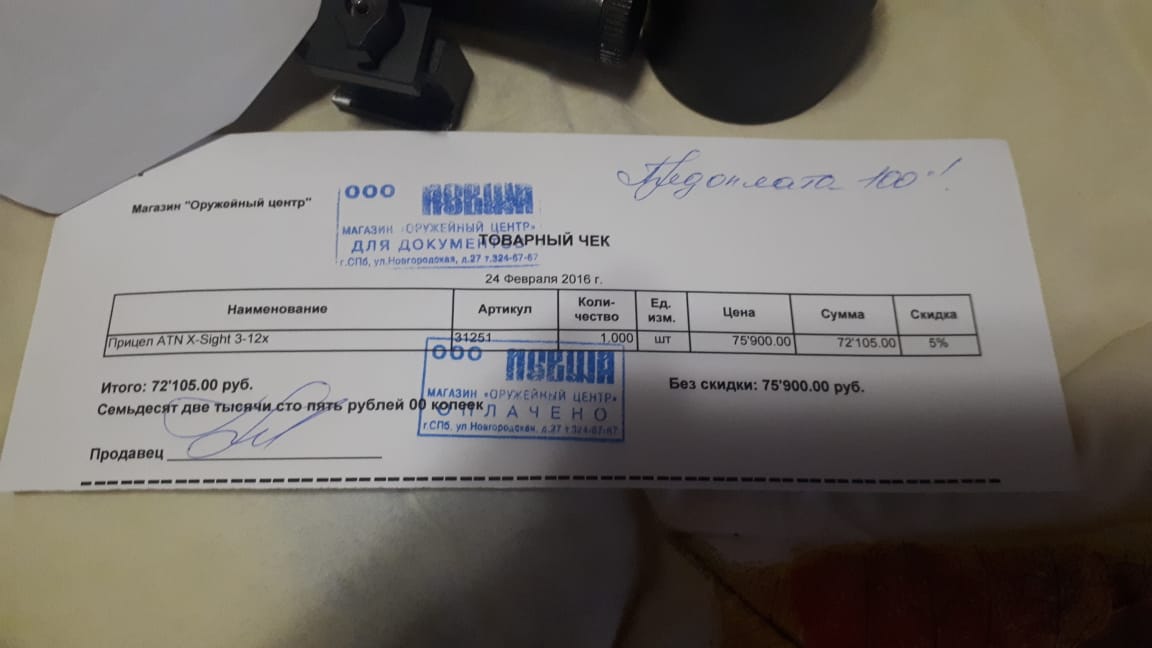 Предоплата 100%!
Магазин "Оружейный центр"
ООО ЛЕВША
МАГАЗИН «ОРУЖЕЙНЫЙ ЦЕНТР»
ДЛЯ ДОКУМЕНТОВ
г.СПб, ул.Новгородская, д.27 т.324-67-67
ТОВАРНЫЙ ЧЕК
24 Февраля 2016 г.
Наименование Артикул Коли-чество Ед. изм. Цена Сумма Скидка
Прицел ATN X-Sight 3-12x 31251 1.000 шт 75'900.00 72'105.00 5%
Итого: 72'105.00 руб. Без скидки: 75'900.00 руб.
Семьдесят две тысячи сто пять рублей 00 копеек
ООО ЛЕВША
МАГАЗИН «ОРУЖЕЙНЫЙ ЦЕНТР»
ОПЛАЧЕНО
г.СПб, ул Новгородская, д.27 т.324-67-67
Продавец